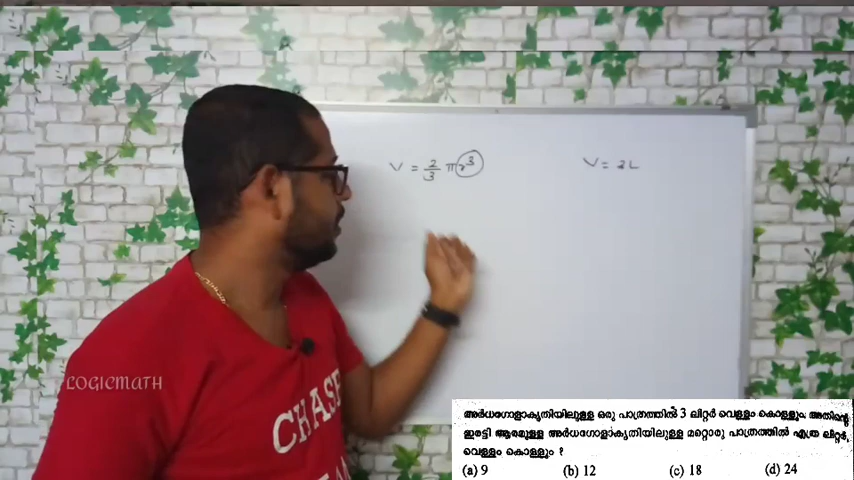 V = 2/3 πr³
V = 3L
LOGICMATH
CHASE
അർധഗോളാകൃതിയിലുള്ള ഒരു പാത്രത്തിൽ 3 ലിറ്റർ വെള്ളം കൊള്ളും. അതിന്റെ
ഇരട്ടി ആരമുള്ള അർധഗോളാകൃതിയിലുള്ള മറ്റൊരു പാത്രത്തിൽ എത്ര ലിറ്റർ
വെള്ളം കൊള്ളും ?
(a) 9 (b) 12 (c) 18 (d) 24